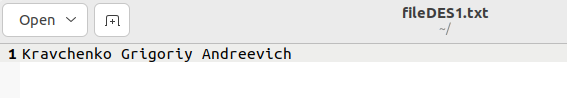 Open
fileDES1.txt
~/
1 Kravchenko Grigoriy Andreevich